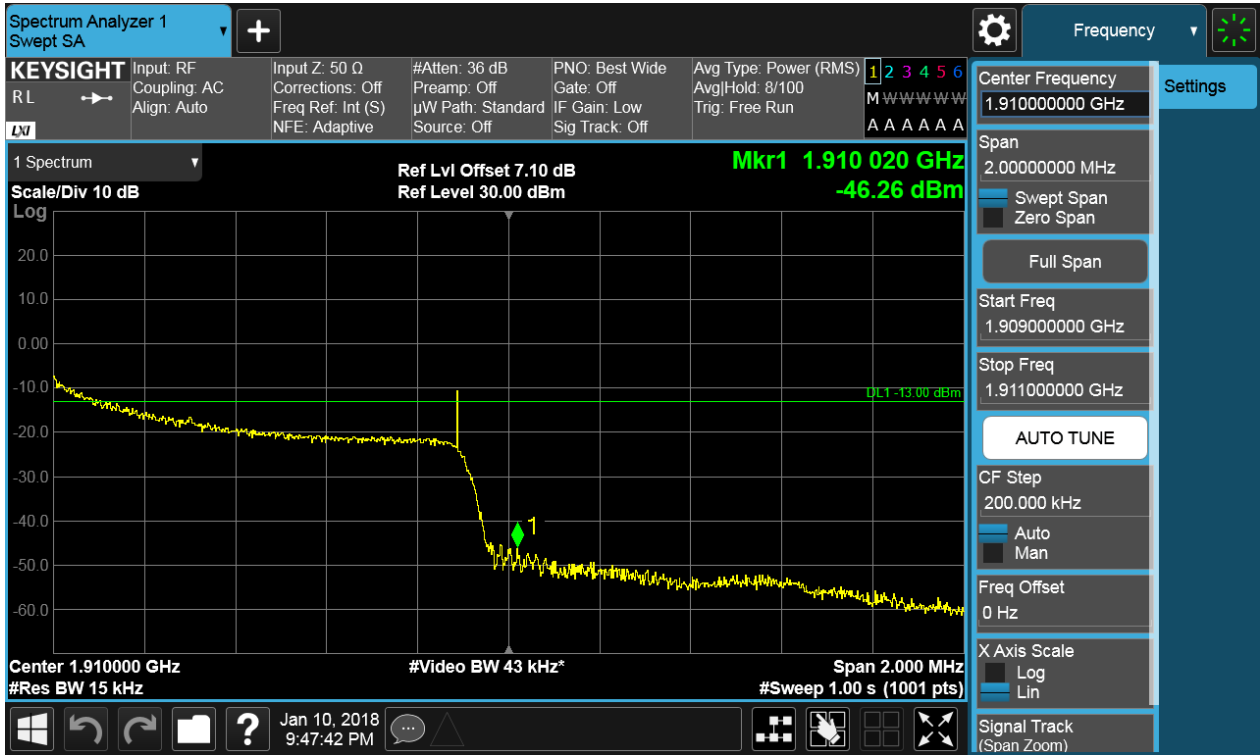 Spectrum Analyzer 1
Swept SA
Frequency
KEYSIGHT
R L
LXI
Input: RF
Coupling: AC
Align: Auto
Input Z: 50 Ω
Corrections: Off
Freq Ref: Int (S)
NFE: Adaptive
#Atten: 36 dB
Preamp: Off
µW Path: Standard
Source: Off
PNO: Best Wide
Gate: Off
IF Gain: Low
Sig Track: Off
Avg Type: Power (RMS)
Avg|Hold: 8/100
Trig: Free Run
1 2 3 4 5 6
M W W W W W
A A A A A A
1 Spectrum
Scale/Div 10 dB
Log
Ref Lvl Offset 7.10 dB
Ref Level 30.00 dBm
Mkr1 1.910 020 GHz
-46.26 dBm
20.0
10.0
0.00
-10.0
DL1 -13.00 dBm
-20.0
-30.0
-40.0
1
-50.0
-60.0
Center 1.910000 GHz
#Video BW 43 kHz*
Span 2.000 MHz
#Res BW 15 kHz
#Sweep 1.00 s (1001 pts)
Center Frequency
1.910000000 GHz
Settings
Span
2.00000000 MHz
Swept Span
Zero Span
Full Span
Start Freq
1.909000000 GHz
Stop Freq
1.911000000 GHz
AUTO TUNE
CF Step
200.000 kHz
Auto
Man
Freq Offset
0 Hz
X Axis Scale
Log
Lin
Signal Track
(Span Zoom)
?
Jan 10, 2018
9:47:42 PM